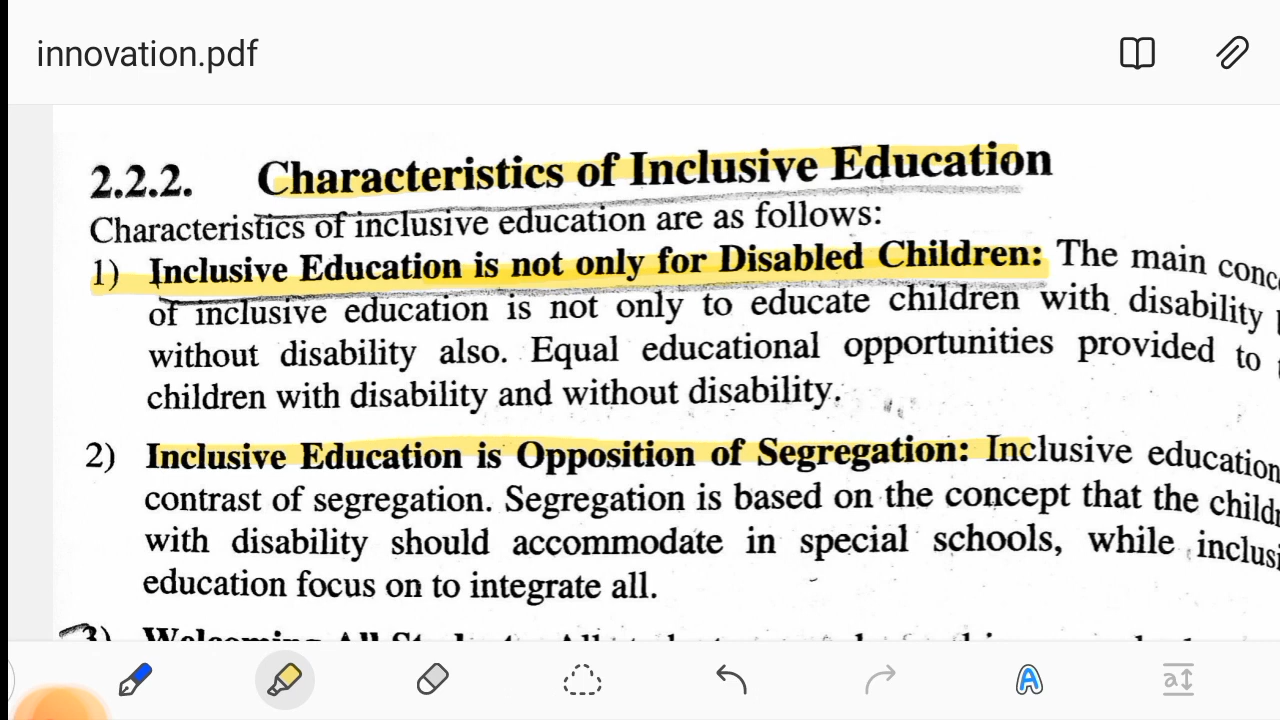 innovation.pdf
2.2.2. Characteristics of Inclusive Education
Characteristics of inclusive education are as follows:
1) Inclusive Education is not only for Disabled Children: The main
of inclusive education is not only to educate children with disability
without disability also. Equal educational opportunities provided to
children with disability and without disability.
2) Inclusive Education is Opposition of Segregation: Inclusive education
contrast of segregation. Segregation is based on the concept that the
with disability should accommodate in special schools, while
education focus on to integrate all.
3) Welcoming All
A
a